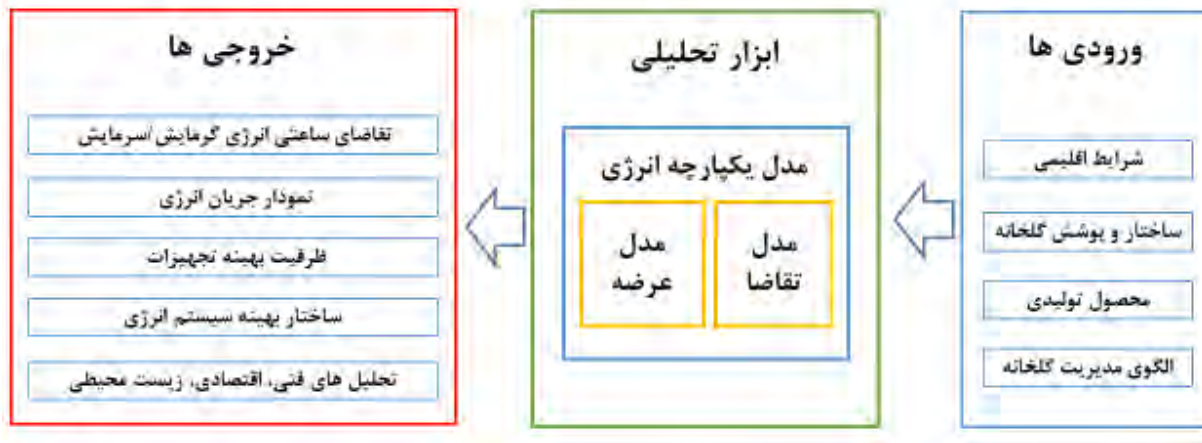 ورودی ها
شرایط اقلیمی
ساختار و پوشش گلخانه
محصول تولیدی
الگوی مدیریت گلخانه
ابزار تحلیلی
مدل یکپارچه انرژی
مدل
تقاضا
مدل
عرضه
خروجی ها
تقاضای ساعتی انرژی گرمایش/سرمایش
نمودار جریان انرژی
ظرفیت بهینه تجهیزات
ساختار بهینه سیستم انرژی
تحلیل های فنی، اقتصادی، زیست محیطی